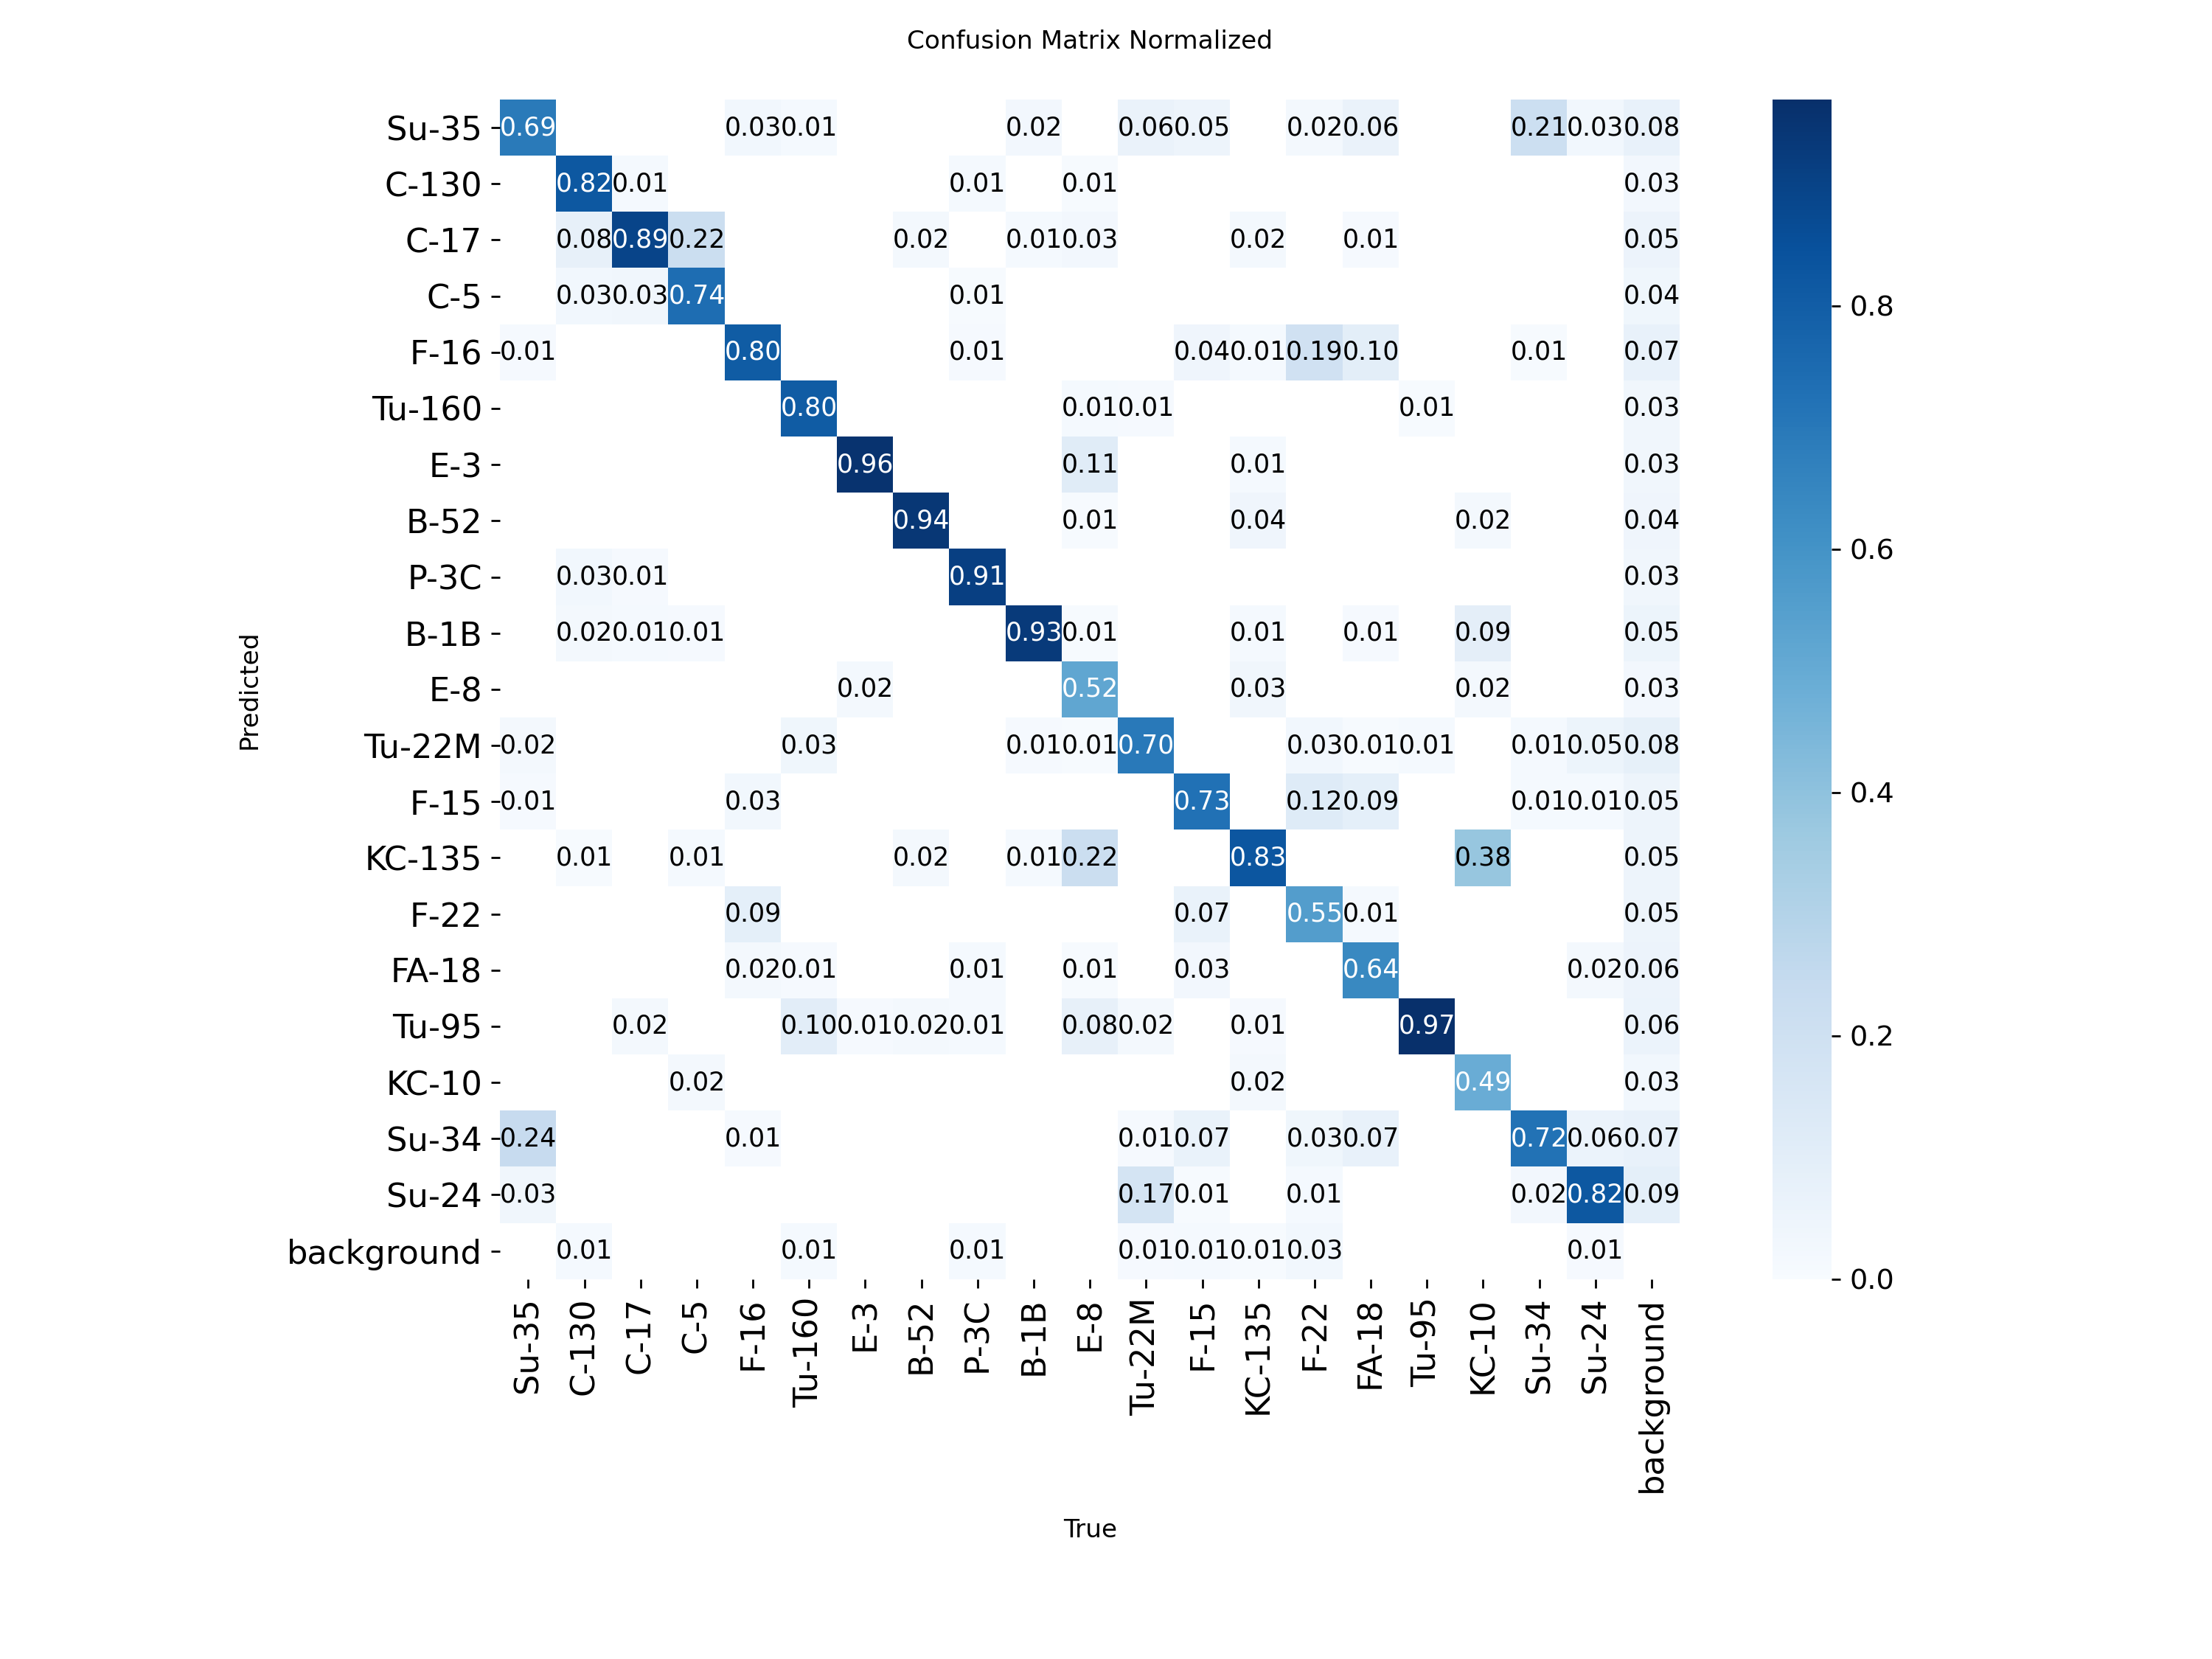 Confusion Matrix Normalized
Su-35 0.69 0.03 0.01 0.02 0.06 0.05 0.02 0.06 0.21 0.03 0.08
C-130 0.82 0.01 0.01 0.01 0.03
C-17 0.08 0.89 0.22 0.02 0.01 0.03 0.02 0.01 0.05
C-5 0.03 0.03 0.74 0.01 0.04
0.8
F-16 0.01 0.80 0.01 0.04 0.01 0.19 0.10 0.01 0.07
Tu-160 0.80 0.01 0.01 0.01 0.03
E-3 0.96 0.11 0.01 0.03
B-52 0.94 0.01 0.04 0.02 0.04
0.6
P-3C 0.03 0.01 0.91 0.03
B-1B 0.02 0.01 0.01 0.93 0.01 0.01 0.01 0.09 0.05
Predicted
E-8 0.02 0.52 0.03 0.02 0.03
Tu-22M 0.02 0.03 0.01 0.01 0.70 0.03 0.01 0.01 0.01 0.05 0.08
0.4
F-15 0.01 0.03 0.73 0.12 0.09 0.01 0.01 0.05
KC-135 0.01 0.01 0.02 0.01 0.22 0.83 0.38 0.05
F-22 0.09 0.07 0.55 0.01 0.05
FA-18 0.02 0.01 0.01 0.01 0.03 0.64 0.02 0.06
Tu-95 0.02 0.10 0.01 0.02 0.01 0.08 0.02 0.01 0.97 0.06
0.2
KC-10 0.02 0.02 0.49 0.03
Su-34 0.24 0.01 0.01 0.07 0.03 0.07 0.72 0.06 0.07
Su-24 0.03 0.17 0.01 0.01 0.02 0.82 0.09
background 0.01 0.01 0.01 0.01 0.01 0.01 0.03 0.01
0.0
Su-35 C-130 C-17 C-5 F-16 Tu-160 E-3 B-52 P-3C B-1B E-8 Tu-22M F-15 KC-135 F-22 FA-18 Tu-95 KC-10 Su-34 Su-24 background
True